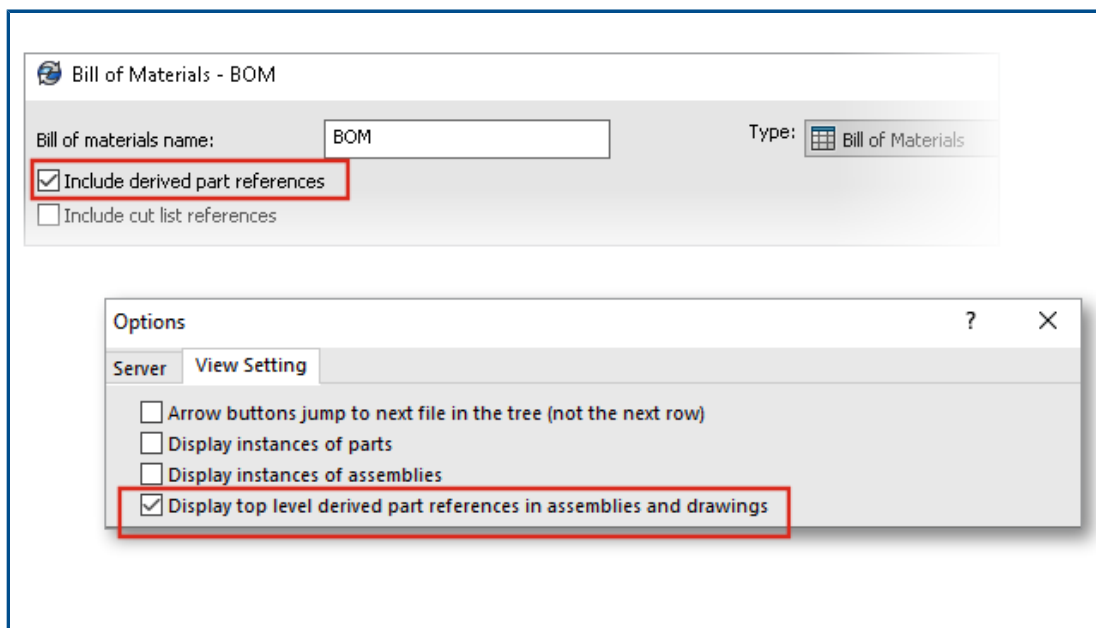 Bill of Materials - BOM
Bill of materials name: BOM Type: Bill of Materials
Include derived part references
Include cut list references
Options ? ×
Server View Setting
Arrow buttons jump to next file in the tree (not the next row)
Display instances of parts
Display instances of assemblies
Display top level derived part references in assemblies and drawings